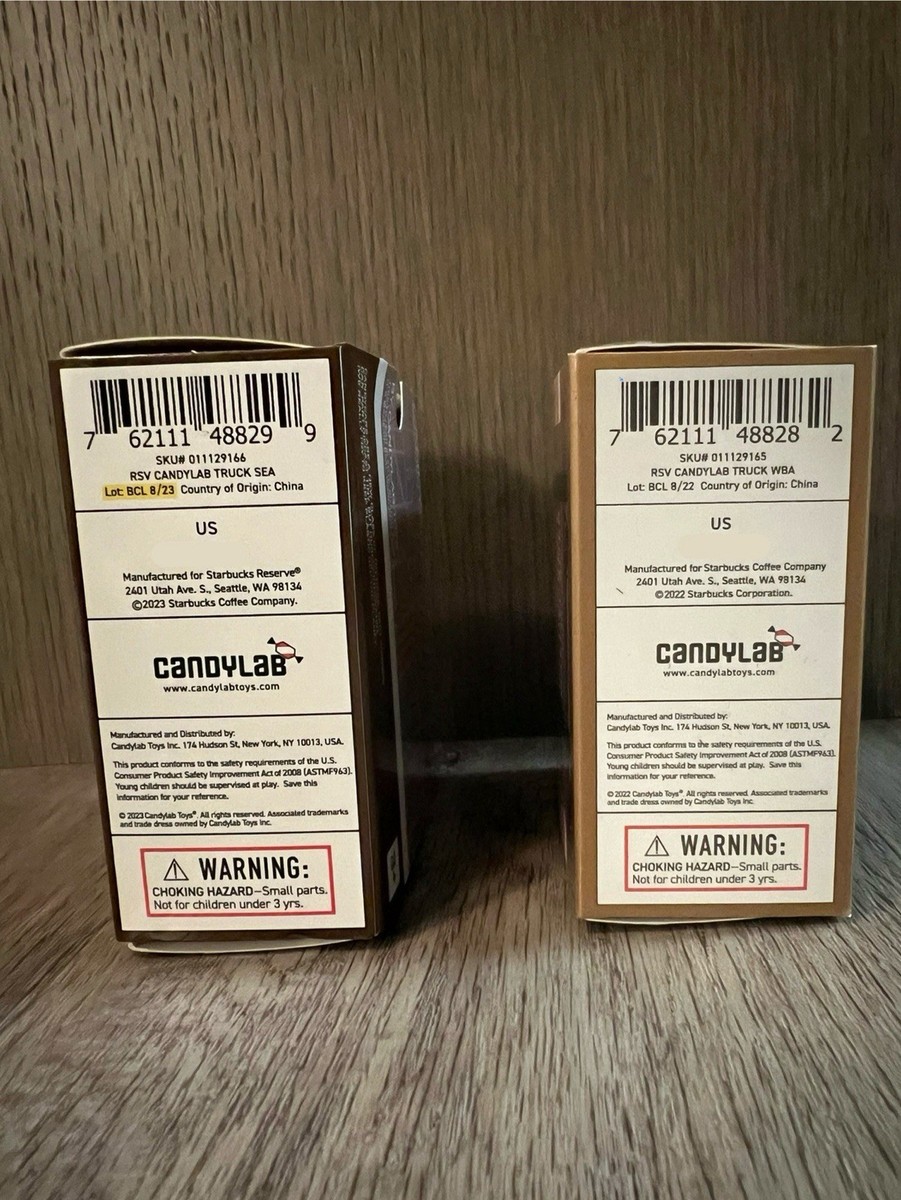 7 62111 48829 9
SKU# 011129166
RSV CANDYLAB TRUCK SEA
Lot: BCL 8/23 Country of Origin: China
US
Manufactured for Starbucks Reserve®
2401 Utah Ave. S., Seattle, WA 98134
©2023 Starbucks Coffee Company.
CANDYLAB
www.candylabtoys.com
Manufactured and Distributed by:
Candylab Toys Inc. 174 Hudson St, New York, NY 10013, USA.
This product conforms to the safety requirements of the U.S.
Consumer Product Safety Improvement Act of 2008 (ASTMF963).
Young children should be supervised at play. Save this
information for your reference.
© 2023 Candylab Toys®. All rights reserved. Associated trademarks
and trade dress owned by Candylab Toys Inc.
WARNING:
CHOKING HAZARD—Small parts.
Not for children under 3 yrs.
7 62111 48828 2
SKU# 011129165
RSV CANDYLAB TRUCK WBA
Lot: BCL 8/22 Country of Origin: China
US
Manufactured for Starbucks Coffee Company
2401 Utah Ave. S., Seattle, WA 98134
©2022 Starbucks Corporation.
CANDYLAB
www.candylabtoys.com
Manufactured and Distributed by:
Candylab Toys Inc. 174 Hudson St, New York, NY 10013, USA.
This product conforms to the safety requirements of the U.S.
Consumer Product Safety Improvement Act of 2008 (ASTMF963).
Young children should be supervised at play. Save this
information for your reference.
© 2022 Candylab Toys®. All rights reserved. Associated trademarks
and trade dress owned by Candylab Toys Inc.
WARNING:
CHOKING HAZARD—Small parts.
Not for children under 3 yrs.